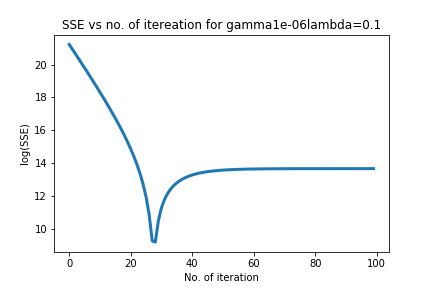 SSE vs no. of itereation for gamma1e-06lambda=0.1
log(SSE)
20
18
16
14
12
10
0 20 40 60 80 100
No. of iteration